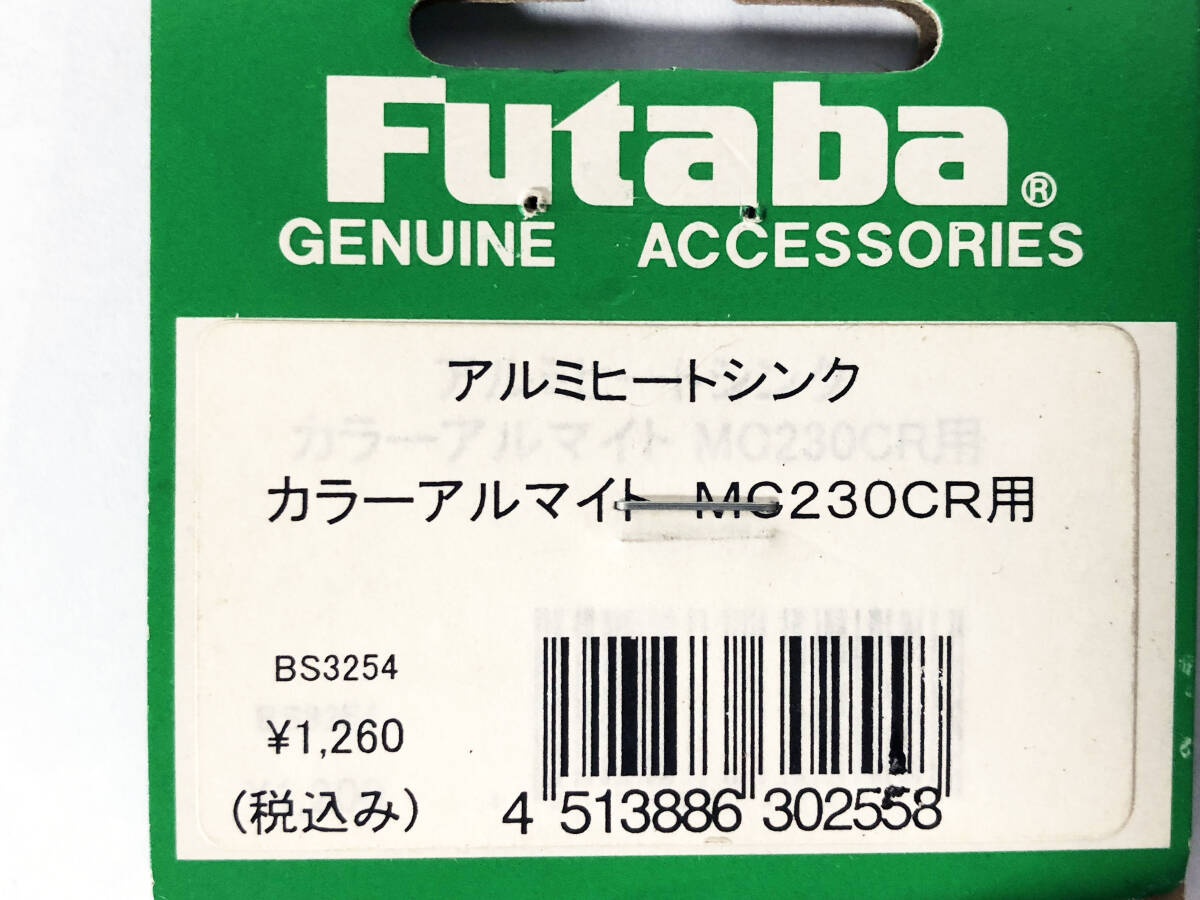 Futaba®
GENUINE ACCESSORIES
アルミヒートシンク
カラーアルマイト MC230CR用
BS3254
¥1,260
(税込み)
4 513886 302558